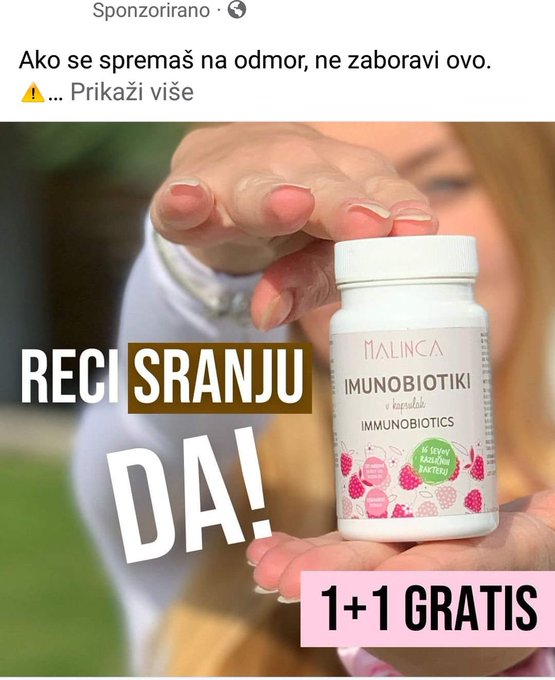 Sponzorirano ·
Ako se spremaš na odmor, ne zaboravi ovo.
⚠️... Prikaži više
RECI SRANJU
DA!
MALINCA
IMUNOBIOTIKI
v kapsulah
IMMUNOBIOTICS
16 SEVOV
RAZLIČNIH
BAKTERIJ
1+1 GRATIS